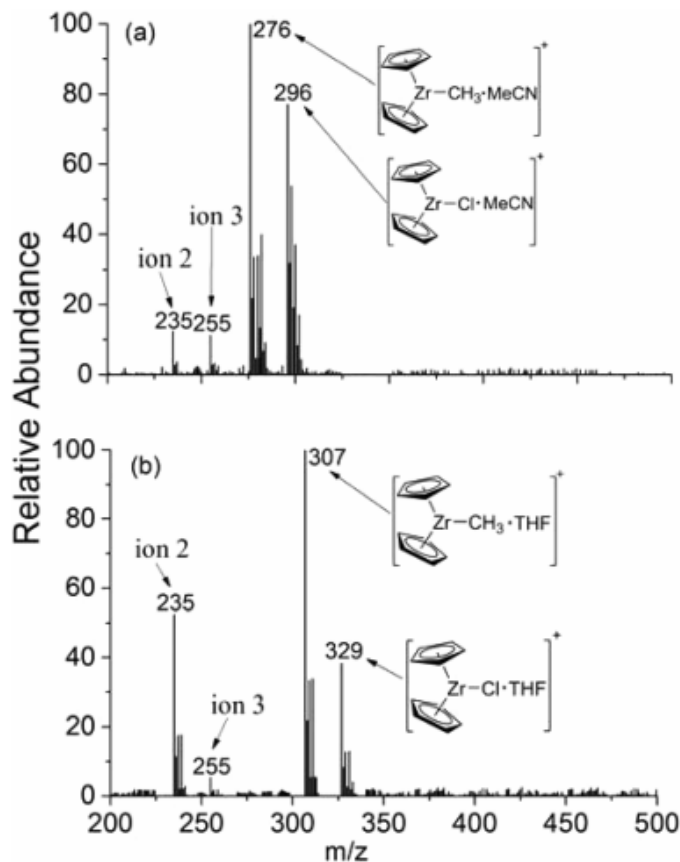 (a)
276
[Zr—CH₃·MeCN]⁺
296
[Zr—Cl·MeCN]⁺
ion 3
ion 2
235
255
100
80
60
40
20
0
Relative Abundance
(b)
307
[Zr—CH₃·THF]⁺
329
[Zr—Cl·THF]⁺
ion 2
235
ion 3
255
100
80
60
40
20
0
200 250 300 350 400 450 500
m/z